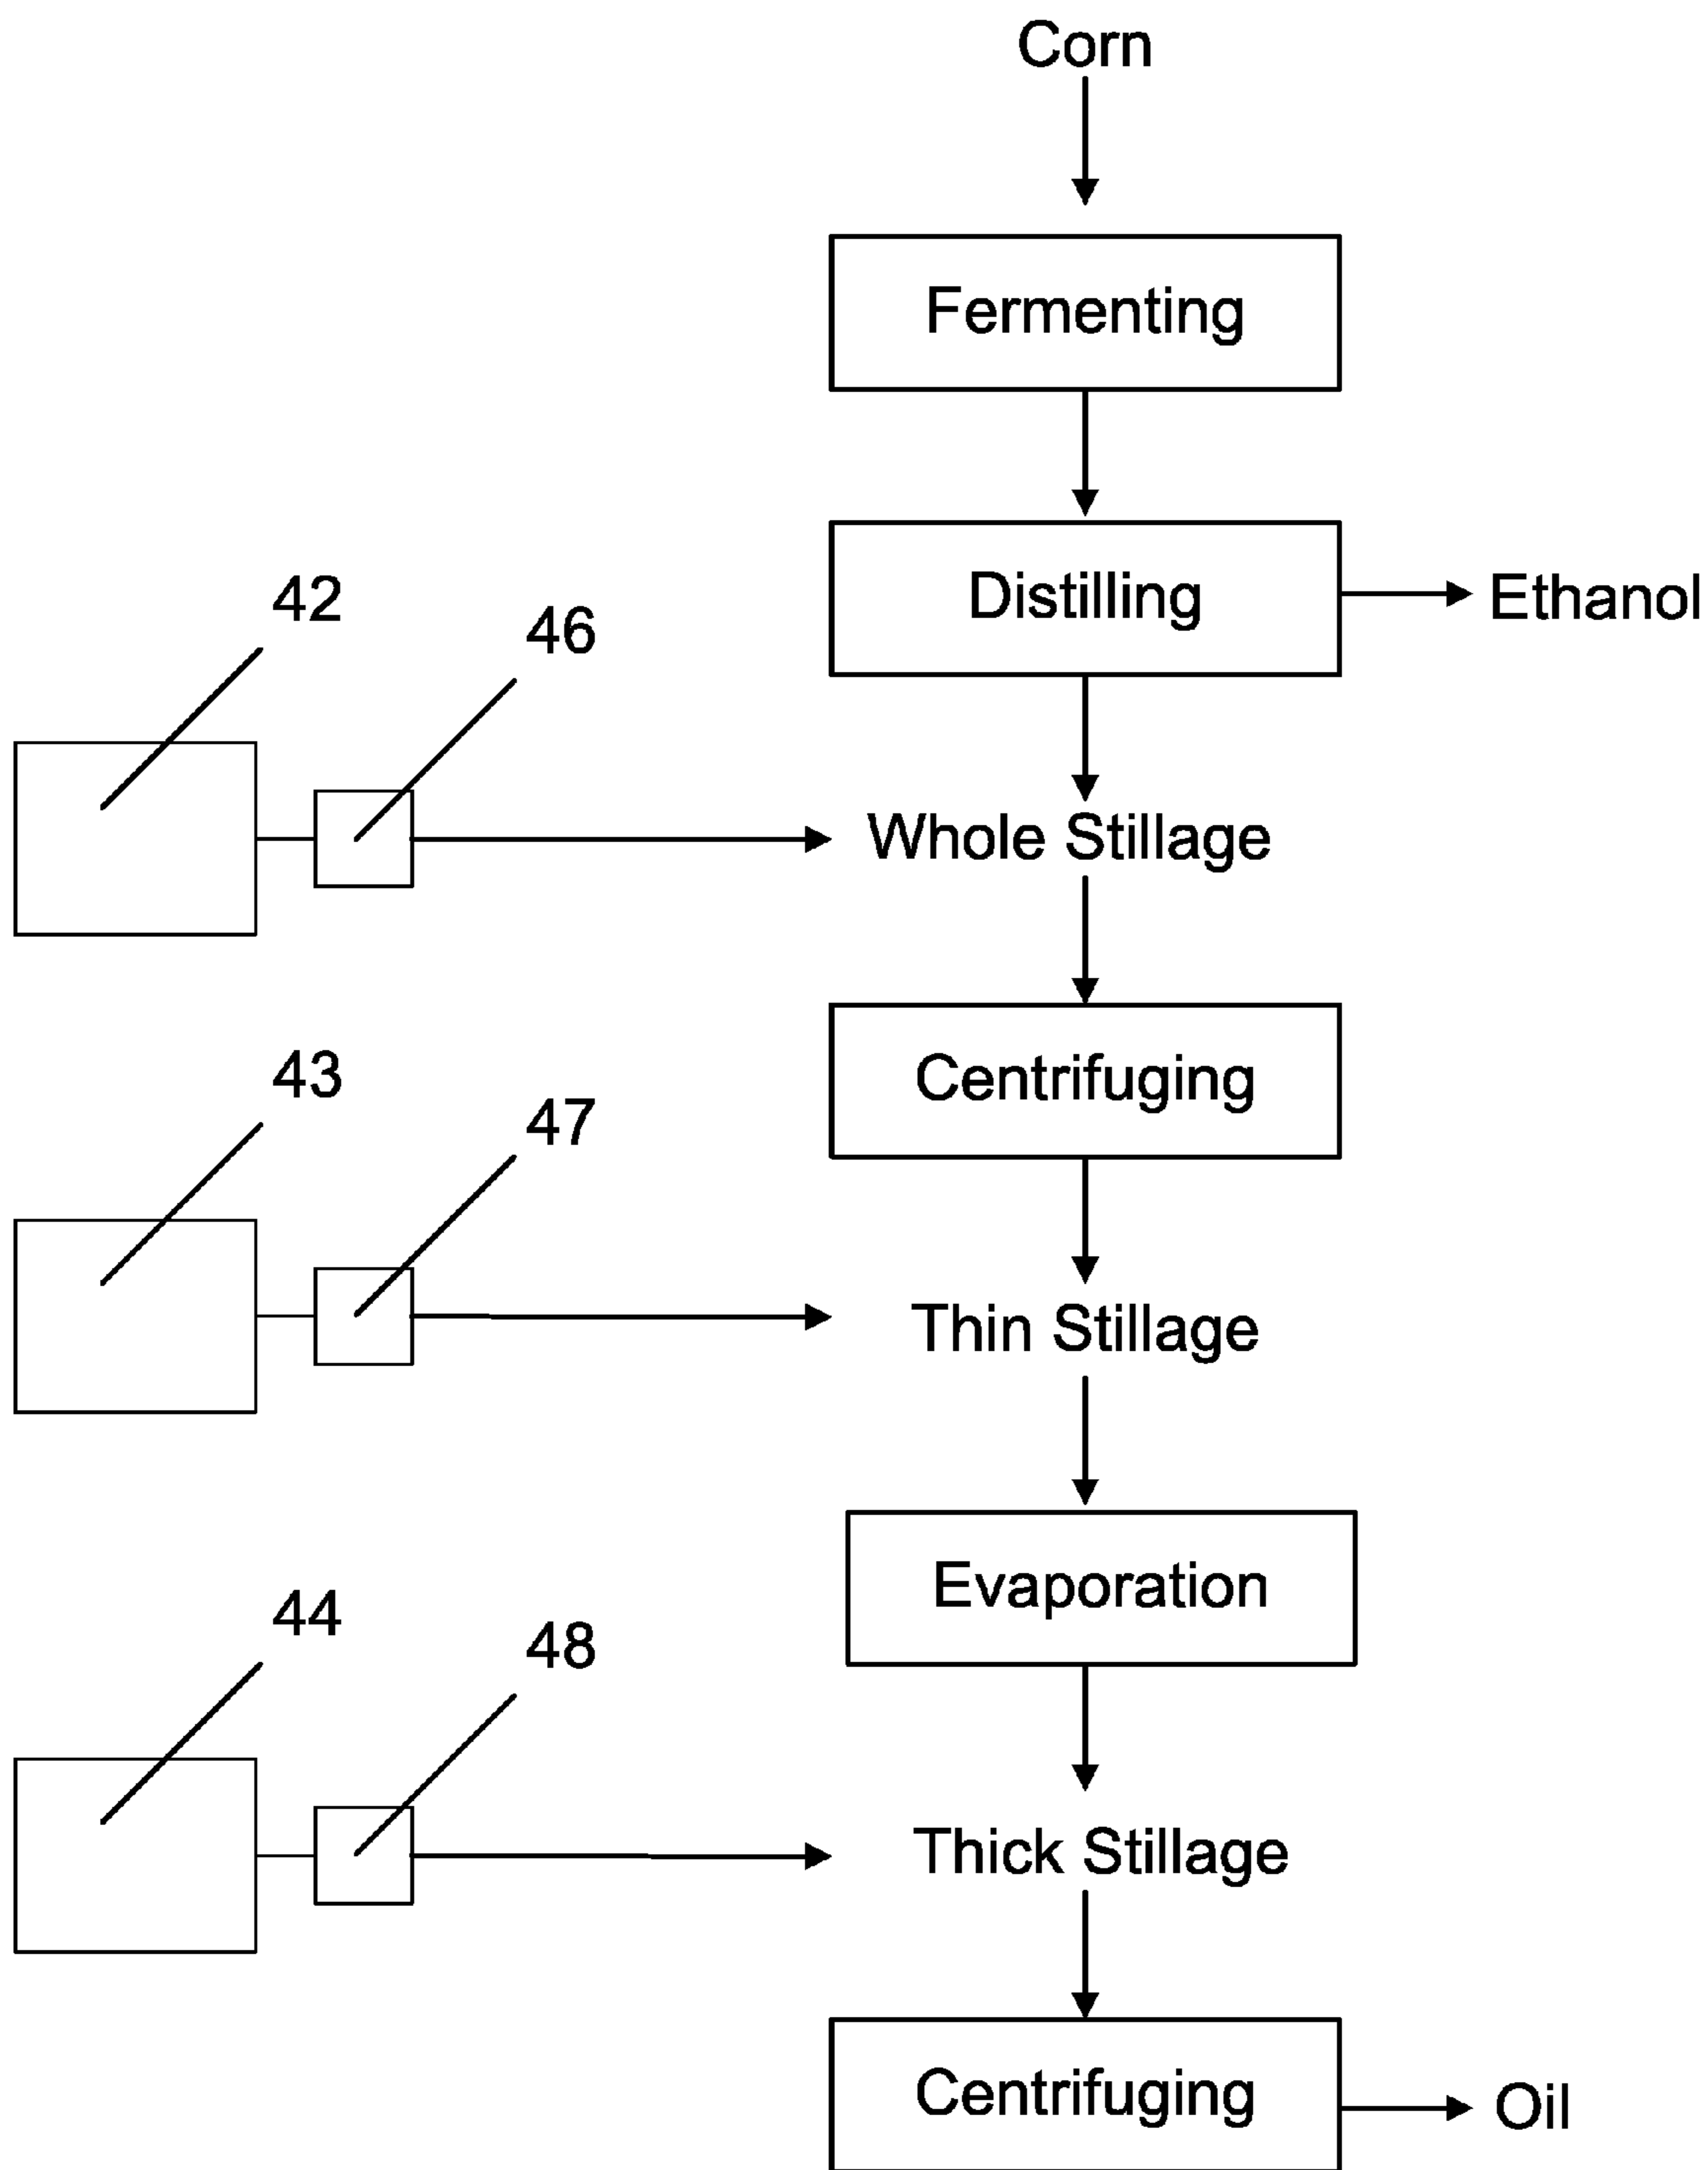 Corn
Fermenting
Distilling
Ethanol
42
46
Whole Stillage
Centrifuging
43
47
Thin Stillage
Evaporation
44
48
Thick Stillage
Centrifuging
Oil